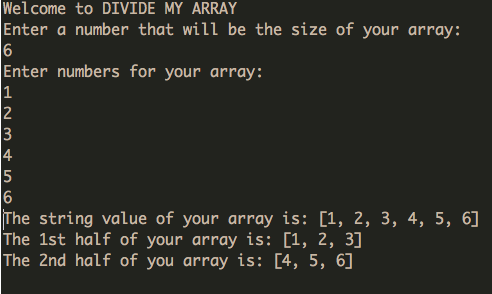 Welcome to DIVIDE MY ARRAY
Enter a number that will be the size of your array:
6
Enter numbers for your array:
1
2
3
4
5
6
The string value of your array is: [1, 2, 3, 4, 5, 6]
The 1st half of your array is: [1, 2, 3]
The 2nd half of you array is: [4, 5, 6]